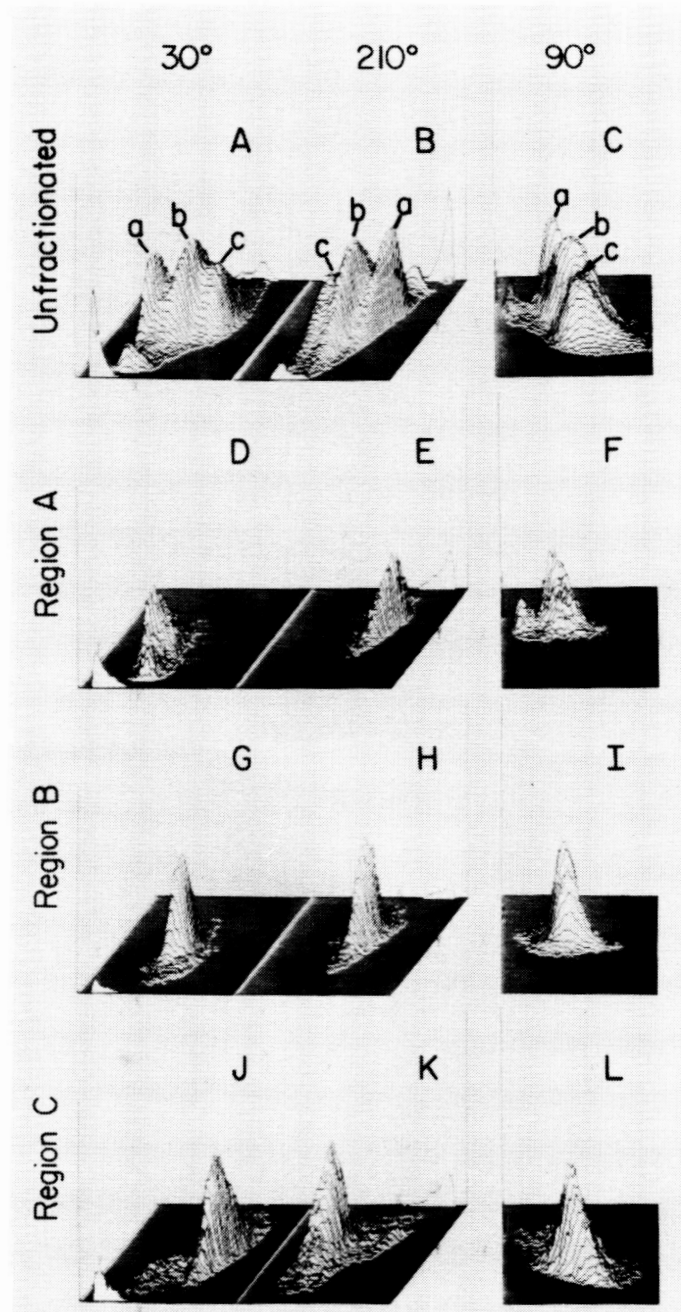 30° 210° 90°
Unfractionated
A B C
a b c
c b a
a b c
Region A
D E F
Region B
G H I
Region C
J K L